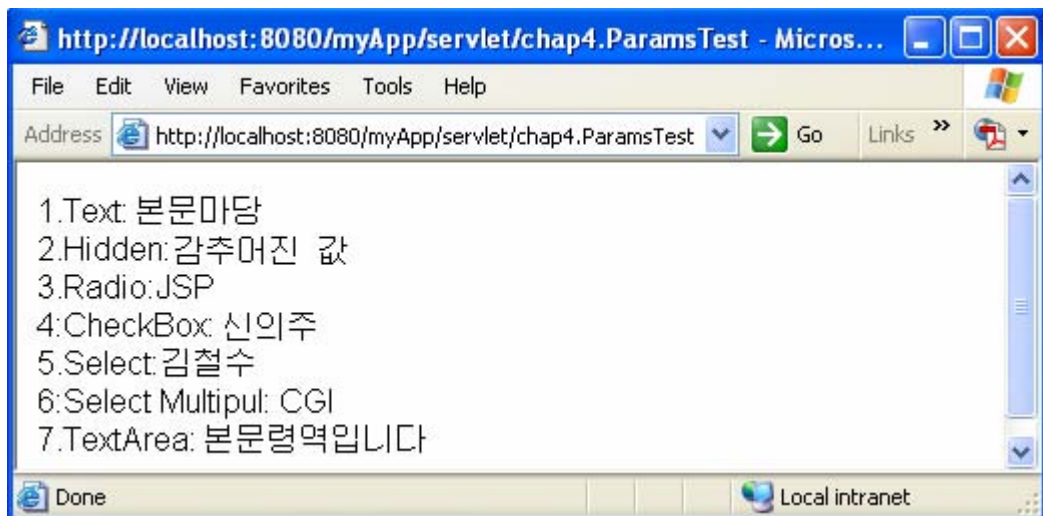 http://localhost:8080/myApp/servlet/chap4.ParamsTest - Micros...
File Edit View Favorites Tools Help
Address http://localhost:8080/myApp/servlet/chap4.ParamsTest Go Links »
1.Text: 본문마당
2.Hidden:감추어진 값
3.Radio:JSP
4:CheckBox: 신의주
5.Select:김철수
6:Select Multipul: CGI
7.TextArea: 본문령역입니다
Done Local intranet